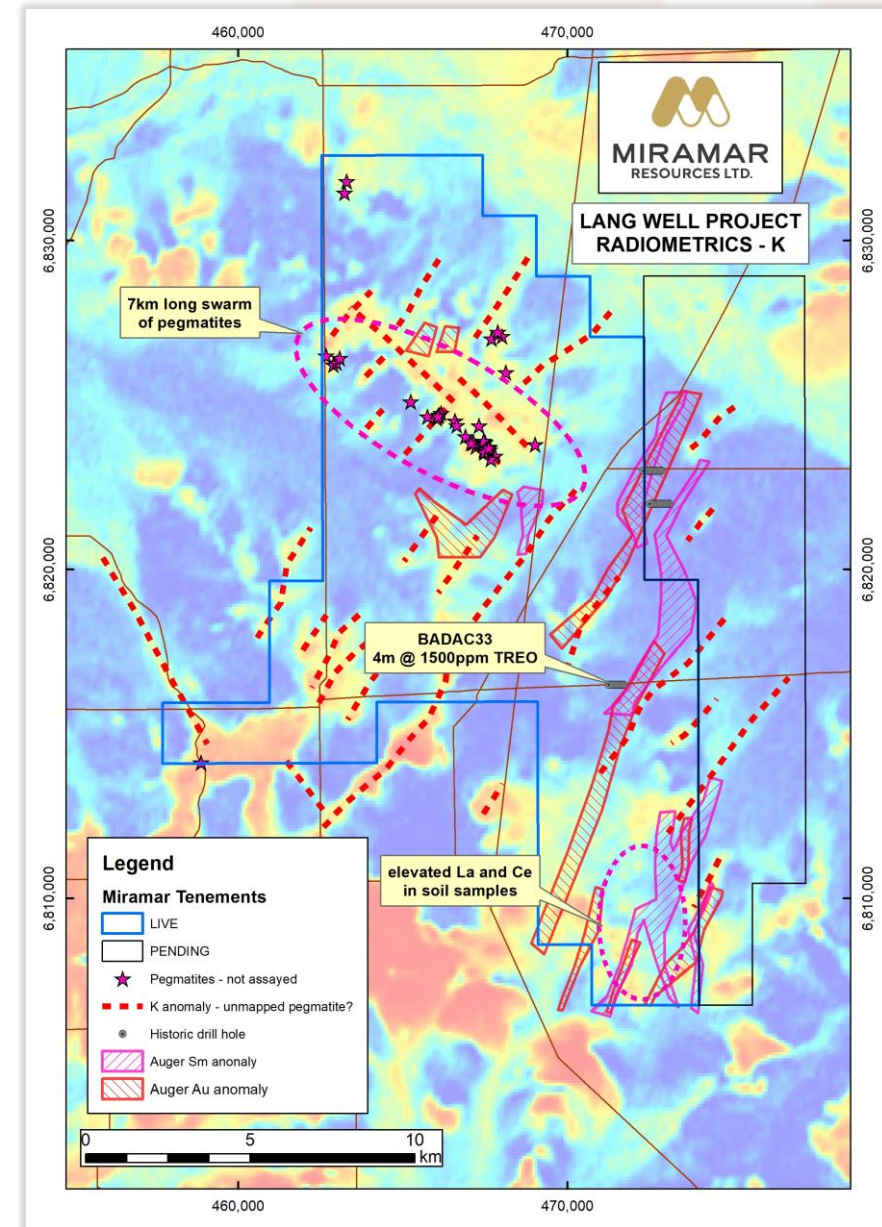 460,000
470,000
MIRAMAR
RESOURCES LTD.
LANG WELL PROJECT
RADIOMETRICS - K
6,830,000
6,830,000
7km long swarm
of pegmatites
6,820,000
6,820,000
BADAC33
4m @ 1500ppm TREO
elevated La and Ce
in soil samples
6,810,000
6,810,000
Legend
Miramar Tenements
LIVE
PENDING
Pegmatites - not assayed
K anomaly - unmapped pegmatite?
Historic drill hole
Auger Sm anonaly
Auger Au anomaly
0
5
10
km
460,000
470,000